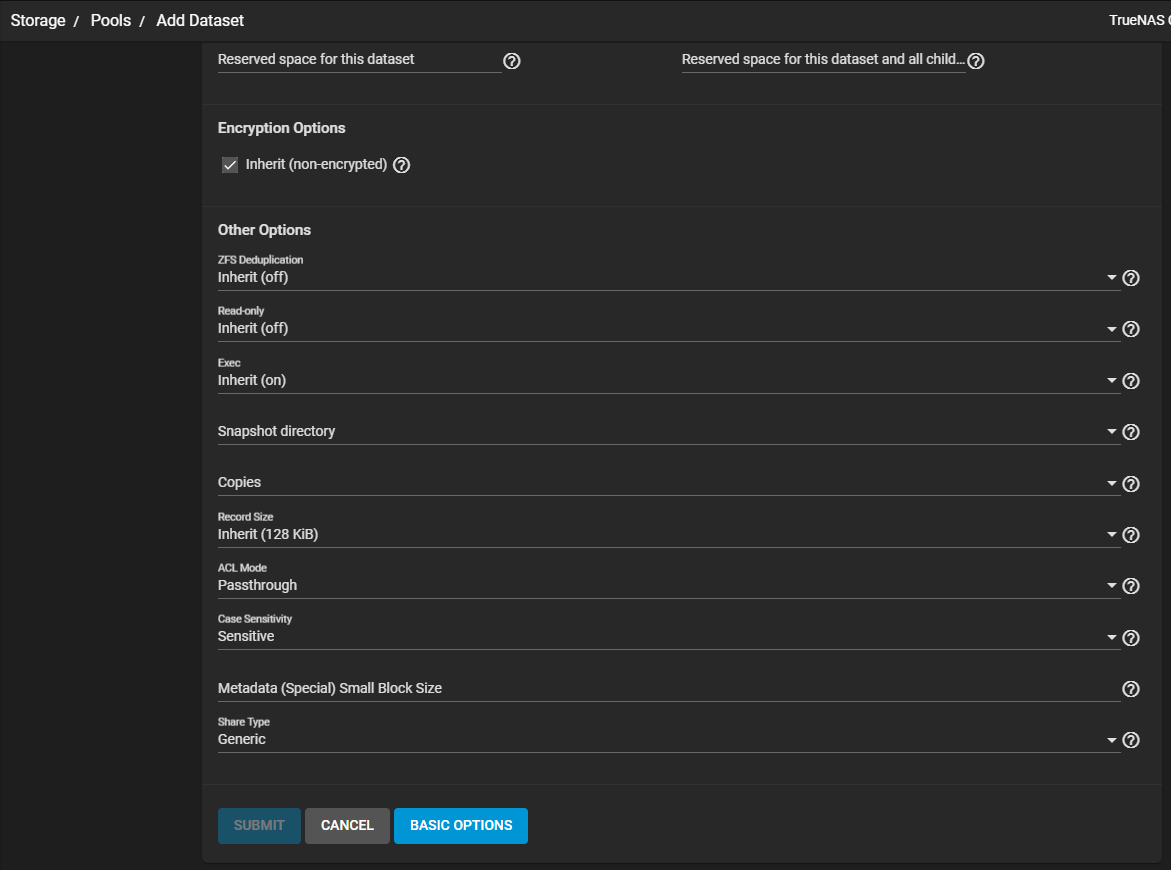 Storage / Pools / Add Dataset
TrueNAS
Reserved space for this dataset
Reserved space for this dataset and all child...
Encryption Options
Inherit (non-encrypted)
Other Options
ZFS Deduplication
Inherit (off)
Read-only
Inherit (off)
Exec
Inherit (on)
Snapshot directory
Copies
Record Size
Inherit (128 KiB)
ACL Mode
Passthrough
Case Sensitivity
Sensitive
Metadata (Special) Small Block Size
Share Type
Generic
SUBMIT CANCEL BASIC OPTIONS